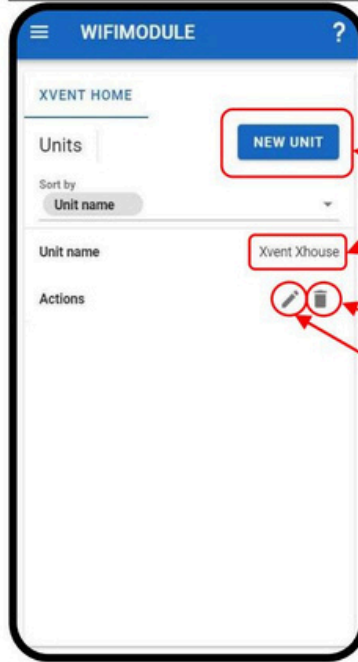 WIFIMODULE ?
XVENT HOME
Units
NEW UNIT
Sort by
Unit name
Unit name Xvent Xhouse
Actions